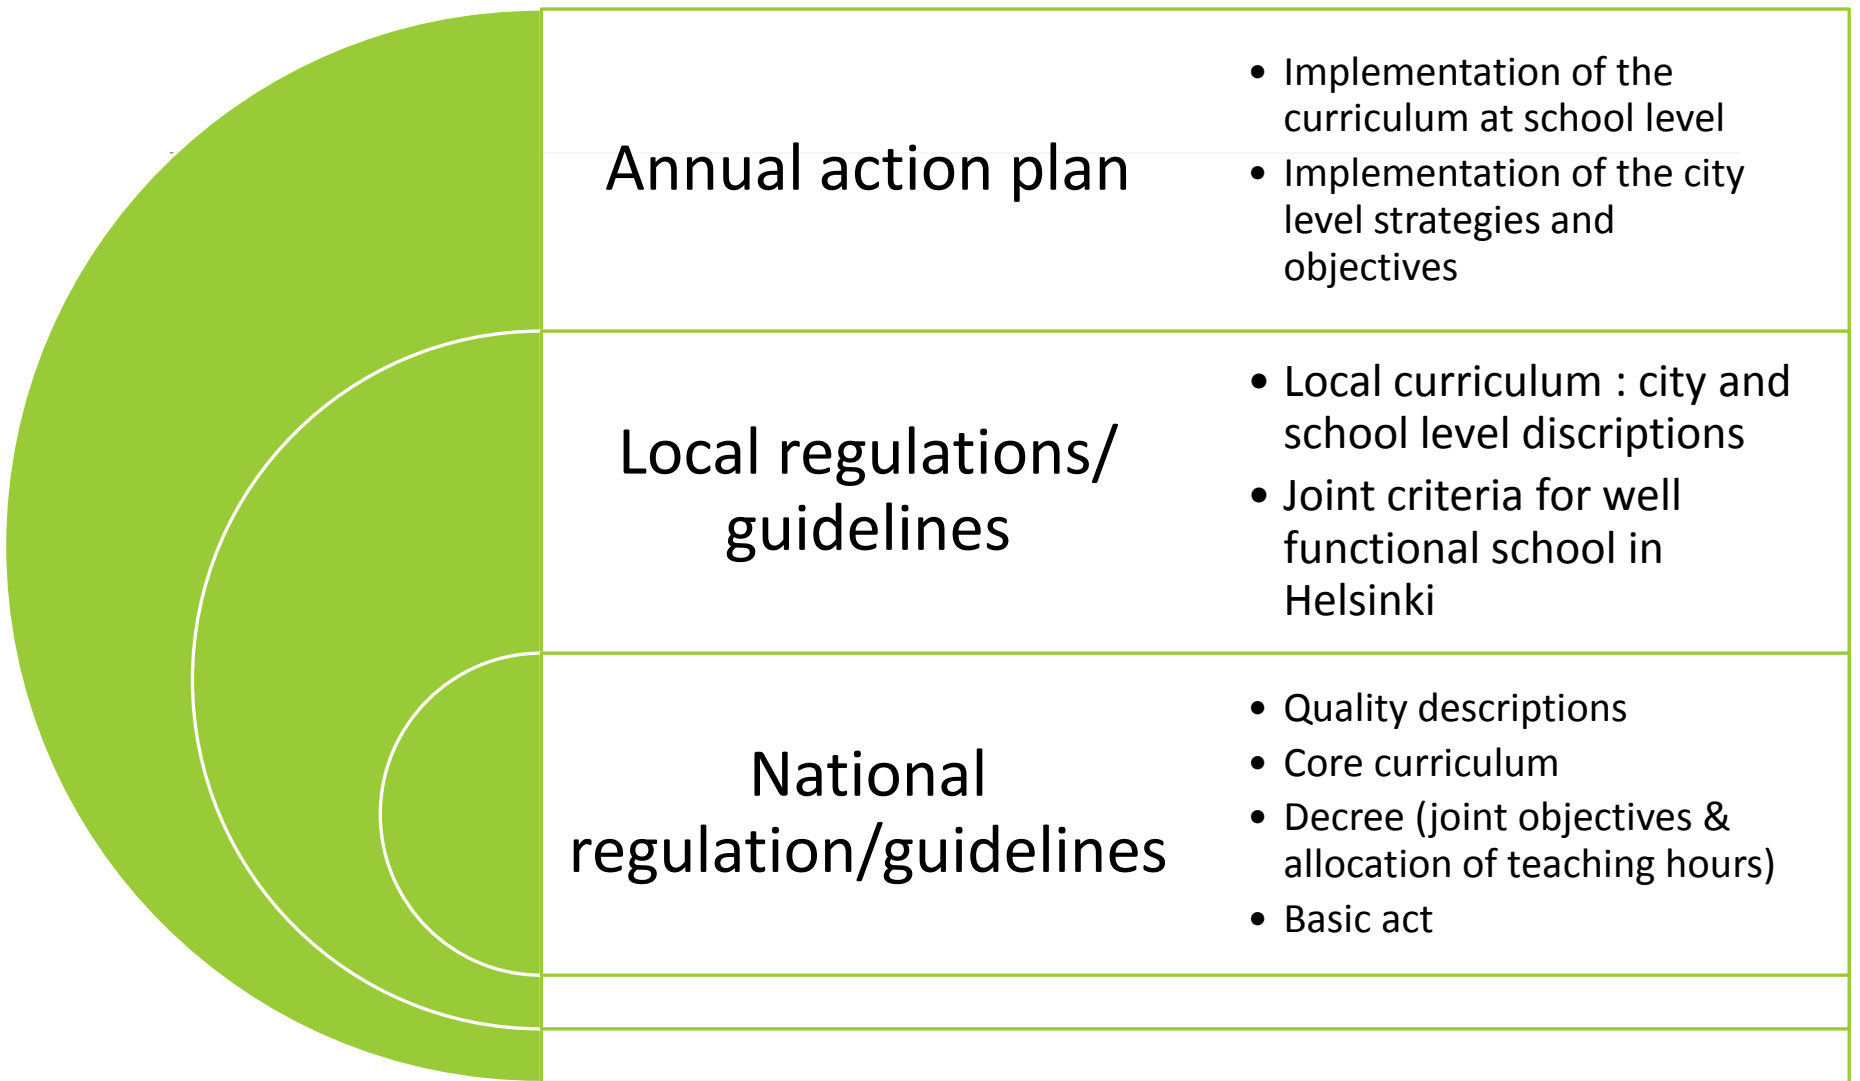 Annual action plan
• Implementation of the
curriculum at school level
• Implementation of the city
level strategies and
objectives
Local regulations/
guidelines
• Local curriculum : city and
school level discriptions
• Joint criteria for well
functional school in
Helsinki
National
regulation/guidelines
• Quality descriptions
• Core curriculum
• Decree (joint objectives &
allocation of teaching hours)
• Basic act